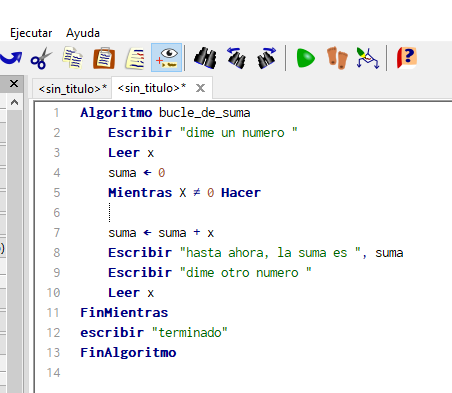 Ejecutar Ayuda
<sin_titulo>* <sin_titulo>*
1 Algoritmo bucle_de_suma
2 Escribir "dime un numero "
3 Leer x
4 suma ← 0
5 Mientras X ≠ 0 Hacer
6
7 suma ← suma + x
8 Escribir "hasta ahora, la suma es ", suma
9 Escribir "dime otro numero "
10 Leer x
11 FinMientras
12 escribir "terminado"
13 FinAlgoritmo
14